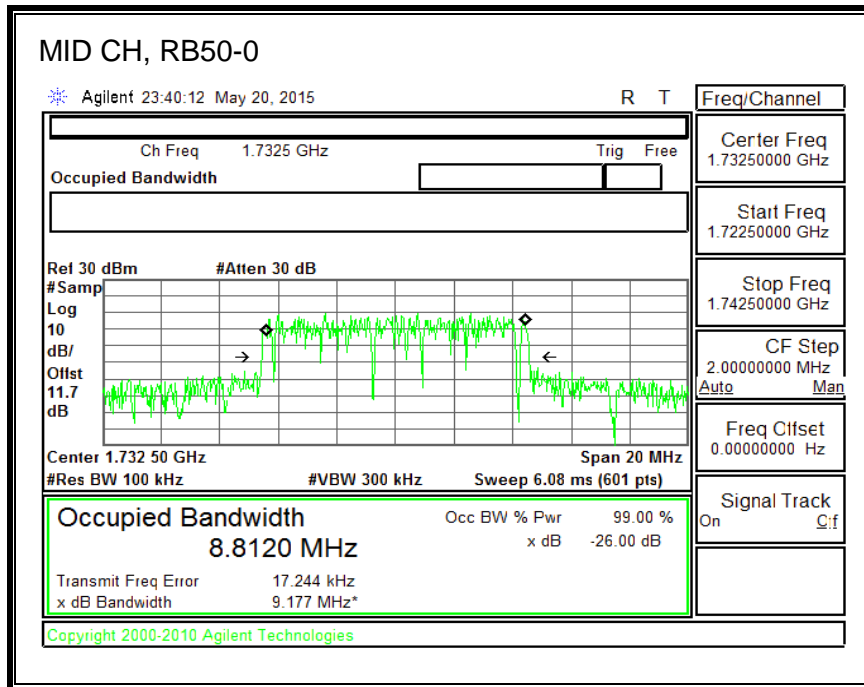 MID CH, RB50-0
Agilent 23:40:12 May 20, 2015 R T
Freq/Channel
Ch Freq 1.7325 GHz Trig Free
Occupied Bandwidth
Center Freq
1.73250000 GHz
Start Freq
1.72250000 GHz
Stop Freq
1.74250000 GHz
CF Step
2.00000000 MHz
Auto Man
Freq Offset
0.00000000 Hz
Signal Track
On Off
Ref 30 dBm #Atten 30 dB
#Samp
Log
10
dB/
Offst
11.7
dB
Center 1.732 50 GHz Span 20 MHz
#Res BW 100 kHz #VBW 300 kHz Sweep 6.08 ms (601 pts)
Occupied Bandwidth
8.8120 MHz
Occ BW % Pwr 99.00 %
x dB -26.00 dB
Transmit Freq Error 17.244 kHz
x dB Bandwidth 9.177 MHz*
Copyright 2000-2010 Agilent Technologies